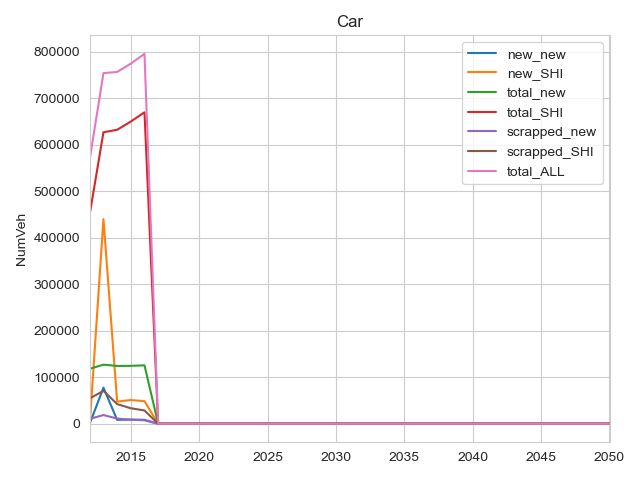 Car
800000
700000
600000
500000
400000
300000
200000
100000
0
NumVeh
new_new
new_SHI
total_new
total_SHI
scrapped_new
scrapped_SHI
total_ALL
2015 2020 2025 2030 2035 2040 2045 2050